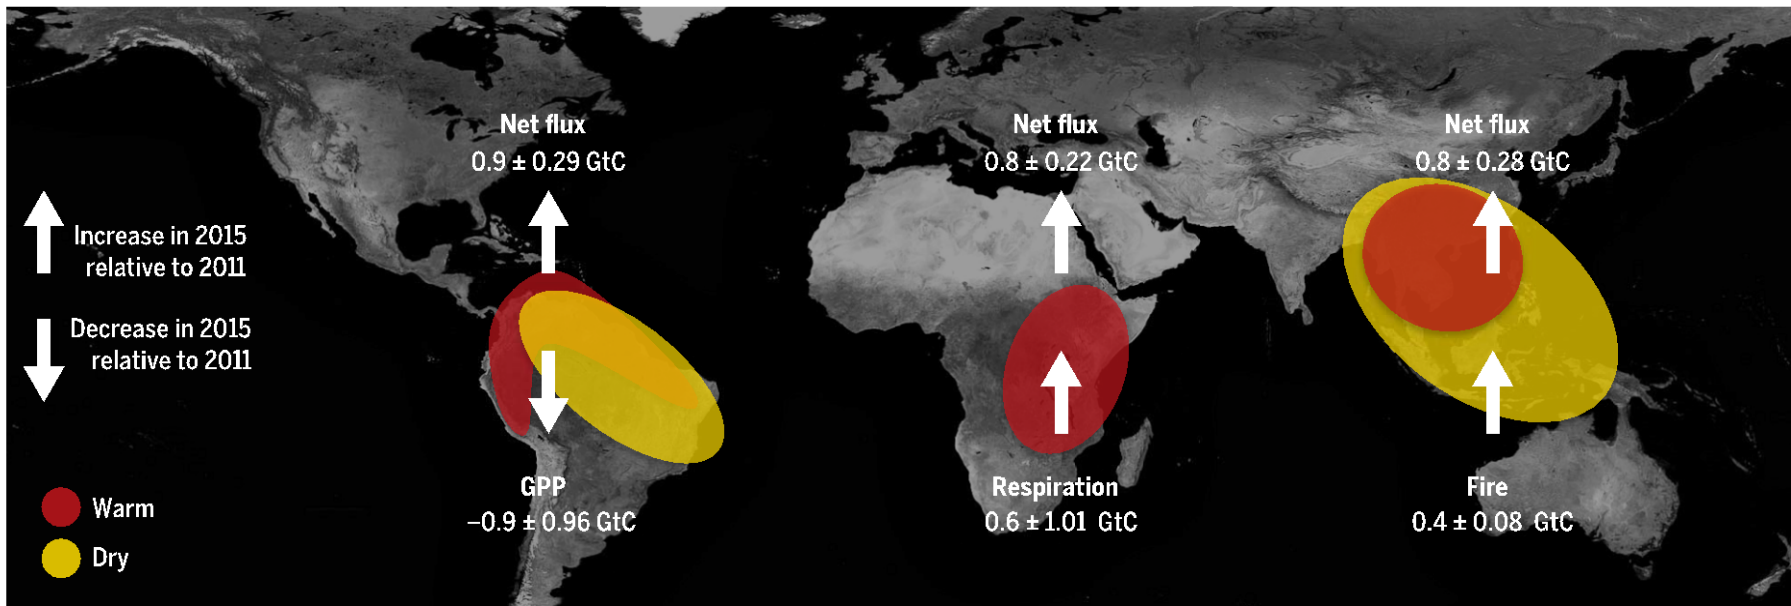 Net flux
0.9 ± 0.29 GtC
Net flux
0.8 ± 0.22 GtC
Net flux
0.8 ± 0.28 GtC
Increase in 2015
relative to 2011
Decrease in 2015
relative to 2011
Warm
Dry
GPP
−0.9 ± 0.96 GtC
Respiration
0.6 ± 1.01 GtC
Fire
0.4 ± 0.08 GtC